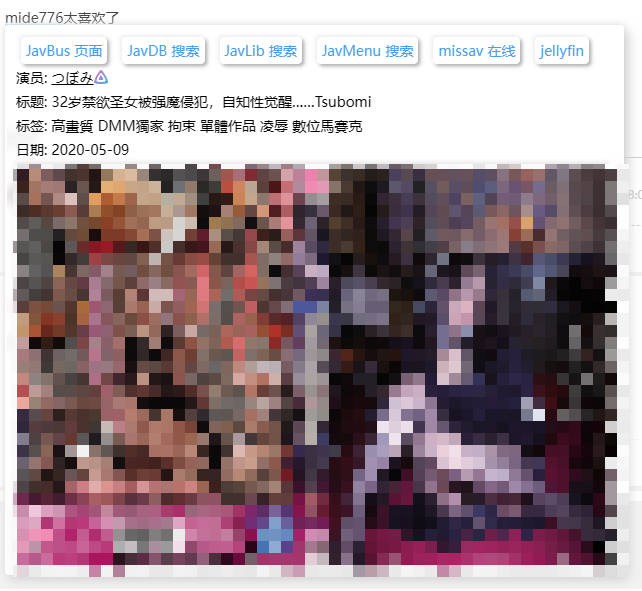 mide776太喜欢了
JavBus 页面 JavDB 搜索 JavLib 搜索 JavMenu 搜索 missav 在线 jellyfin
演员: つぼみ
标题: 32岁禁欲圣女被强魔侵犯，自知性觉醒……Tsubomi
标签: 高畫質 DMM獨家 拘束 單體作品 凌辱 數位馬賽克
日期: 2020-05-09